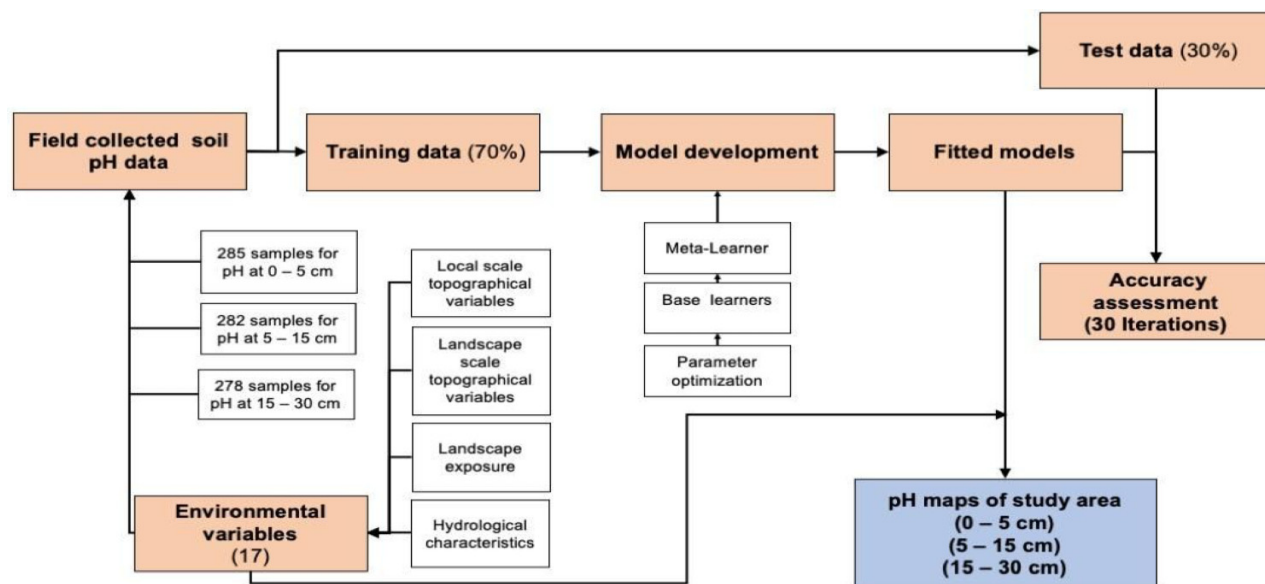 Test data (30%)
Field collected soil
pH data
Training data (70%)
Model development
Fitted models
285 samples for
pH at 0 – 5 cm
282 samples for
pH at 5 – 15 cm
278 samples for
pH at 15 – 30 cm
Local scale
topographical
variables
Landscape
scale
topographical
variables
Landscape
exposure
Hydrological
characteristics
Meta-Learner
Base learners
Parameter
optimization
Accuracy
assessment
(30 Iterations)
Environmental
variables
(17)
pH maps of study area
(0 – 5 cm)
(5 – 15 cm)
(15 – 30 cm)